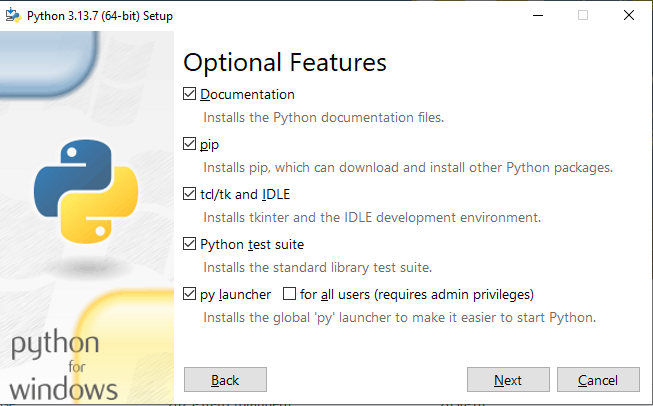 Python 3.13.7 (64-bit) Setup
Optional Features
Documentation
Installs the Python documentation files.
pip
Installs pip, which can download and install other Python packages.
tcl/tk and IDLE
Installs tkinter and the IDLE development environment.
Python test suite
Installs the standard library test suite.
py launcher for all users (requires admin privileges)
Installs the global 'py' launcher to make it easier to start Python.
python
for
windows
Back Next Cancel